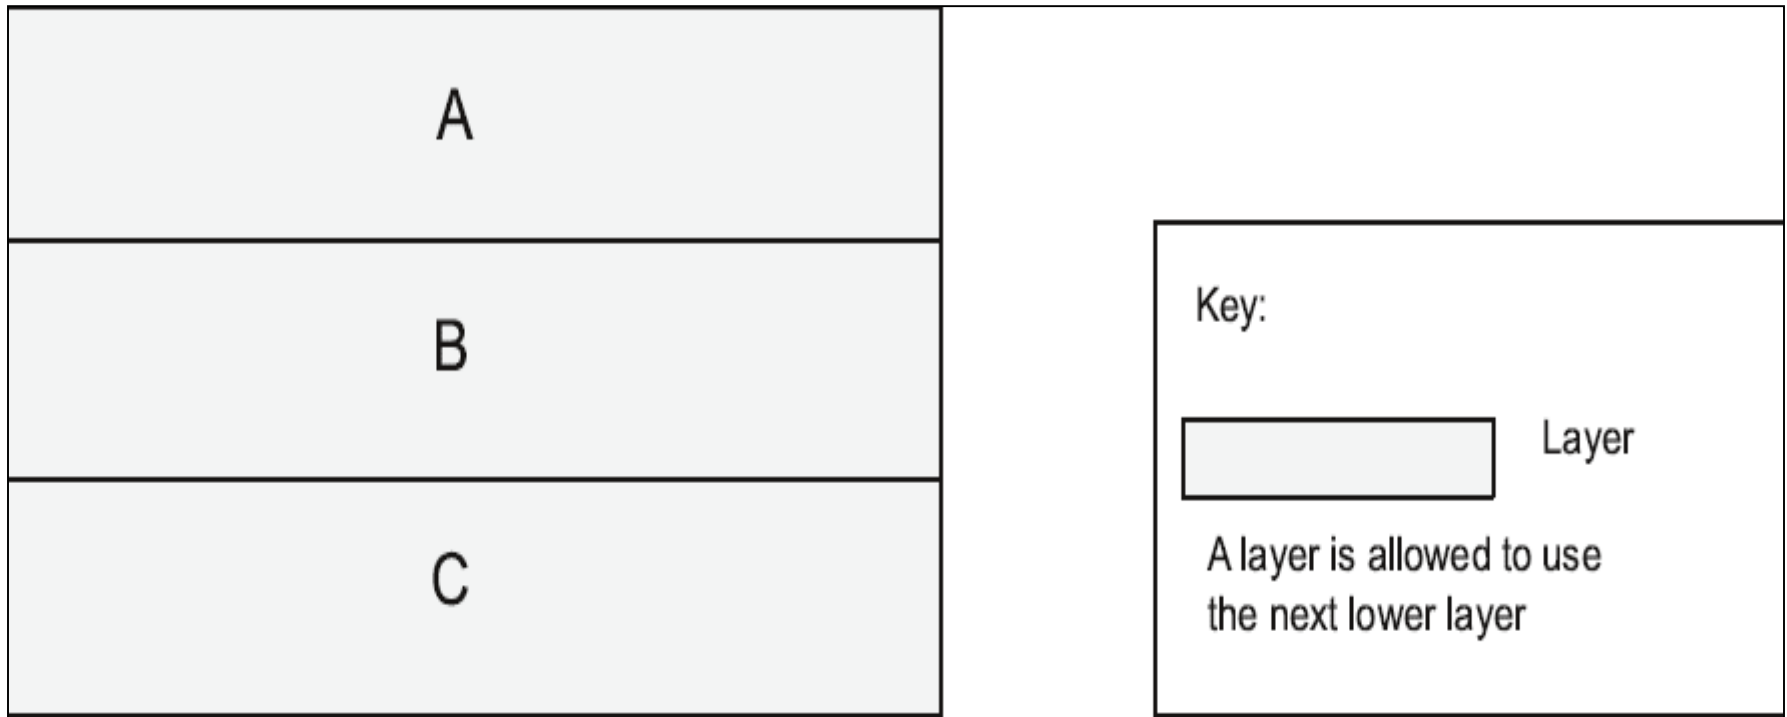 A
B
C
Key:
Layer
A layer is allowed to use
the next lower layer